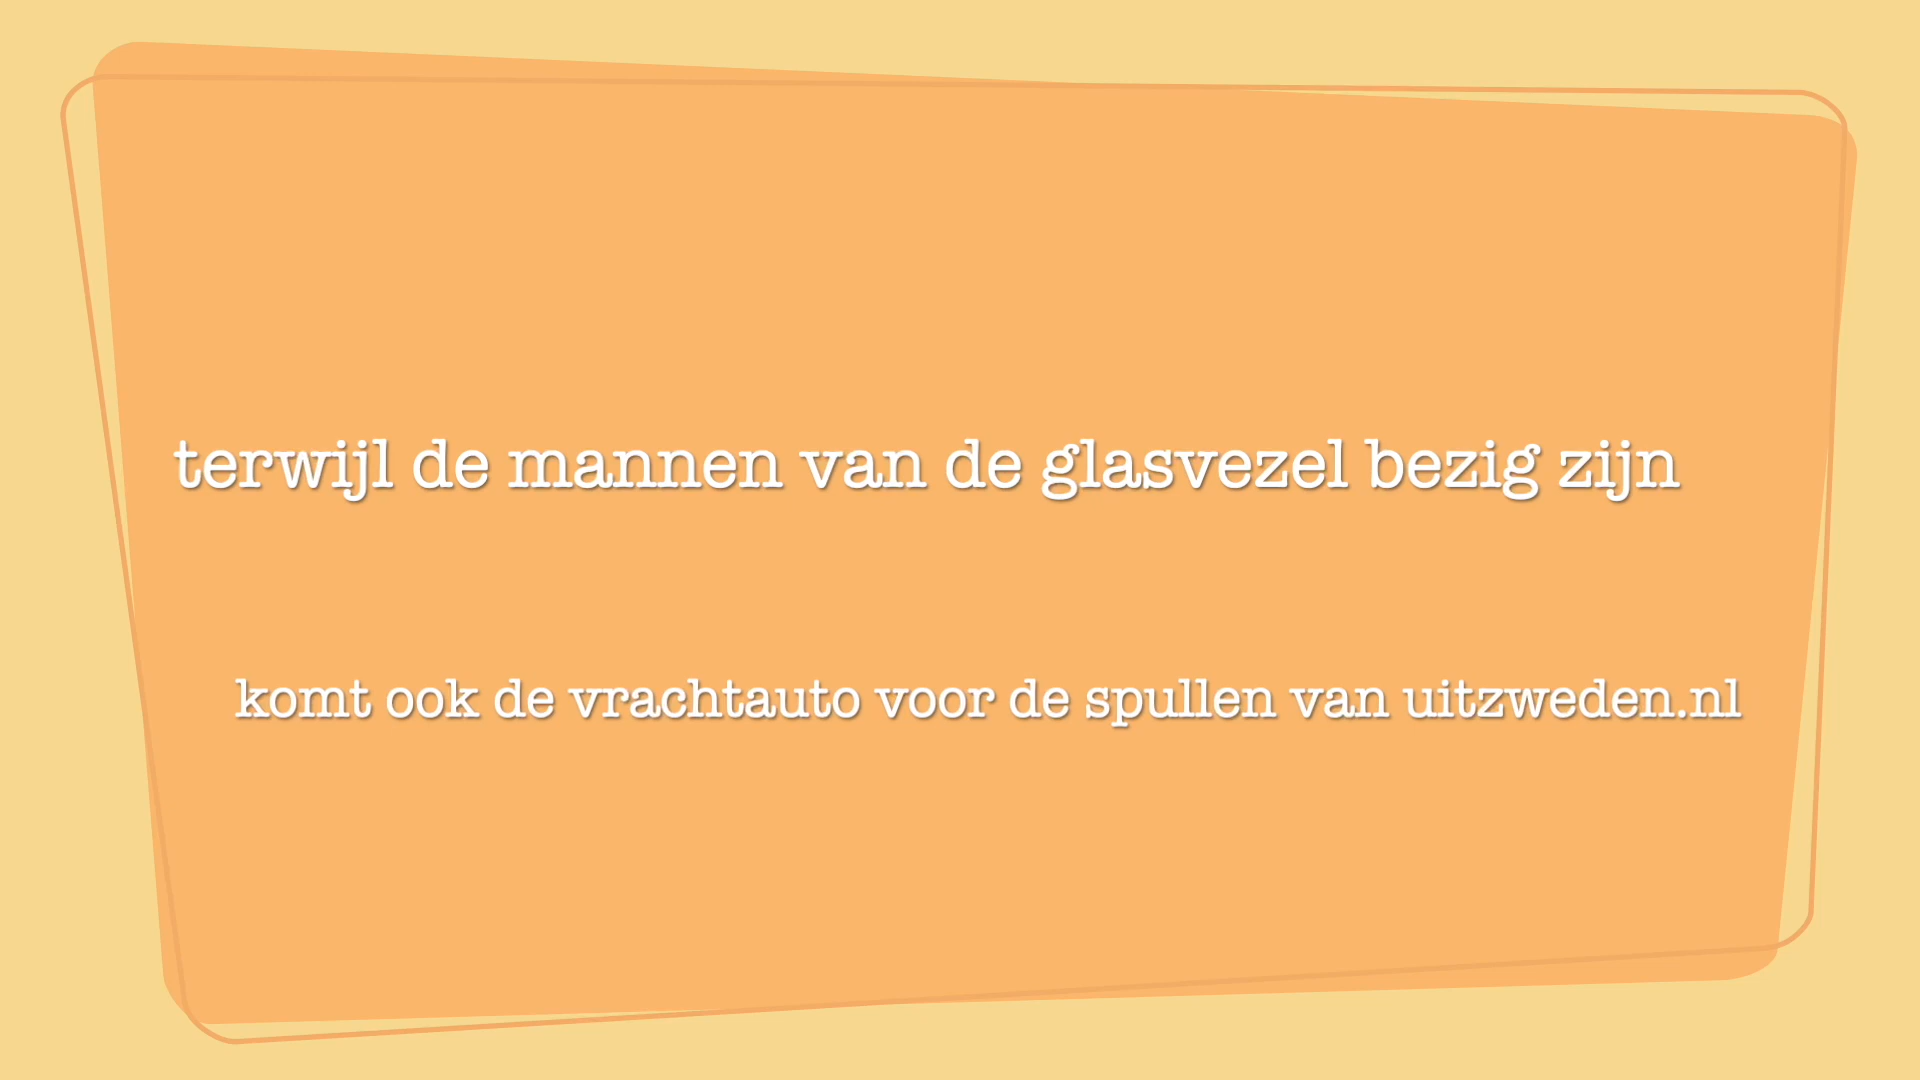 terwijl de mannen van de glasvezel bezig zijn
komt ook de vrachtauto voor de spullen van uitzweden.nl